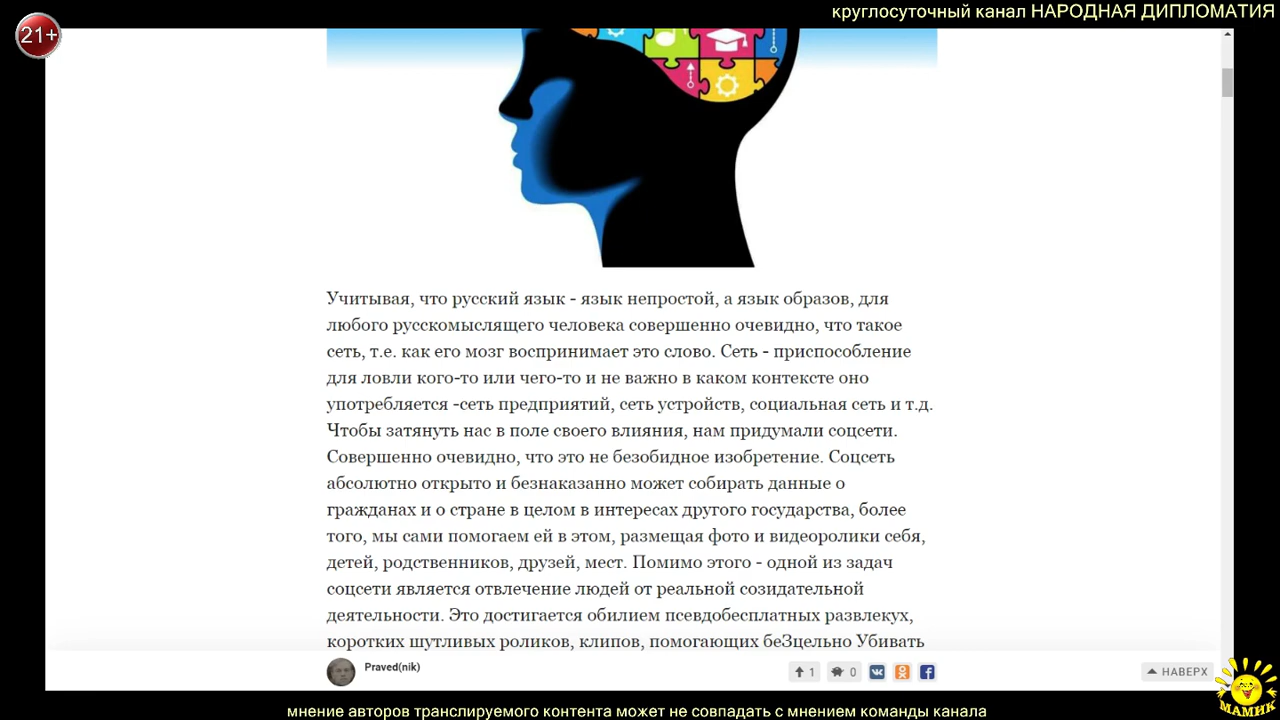 круглосуточный канал НАРОДНАЯ ДИПЛОМАТИЯ
21+
Учитывая, что русский язык - язык непростой, а язык образов, для
любого русскомыслящего человека совершенно очевидно, что такое
сеть, т.е. как его мозг воспринимает это слово. Сеть - приспособление
для ловли кого-то или чего-то и не важно в каком контексте оно
употребляется -сеть предприятий, сеть устройств, социальная сеть и т.д.
Чтобы затянуть нас в поле своего влияния, нам придумали соцсети.
Совершенно очевидно, что это не безобидное изобретение. Соцсеть
абсолютно открыто и безнаказанно может собирать данные о
гражданах и о стране в целом в интересах другого государства, более
того, мы сами помогаем ей в этом, размещая фото и видеоролики себя,
детей, родственников, друзей, мест. Помимо этого - одной из задач
соцсети является отвлечение людей от реальной созидательной
деятельности. Это достигается обилием псевдобесплатных развлекух,
коротких шутливых роликов, клипов, помогающих беЗцельно Убивать
Praved(nik)
1
0
НАВЕРХ
МАМИК
мнение авторов транслируемого контента может не совпадать с мнением команды канала